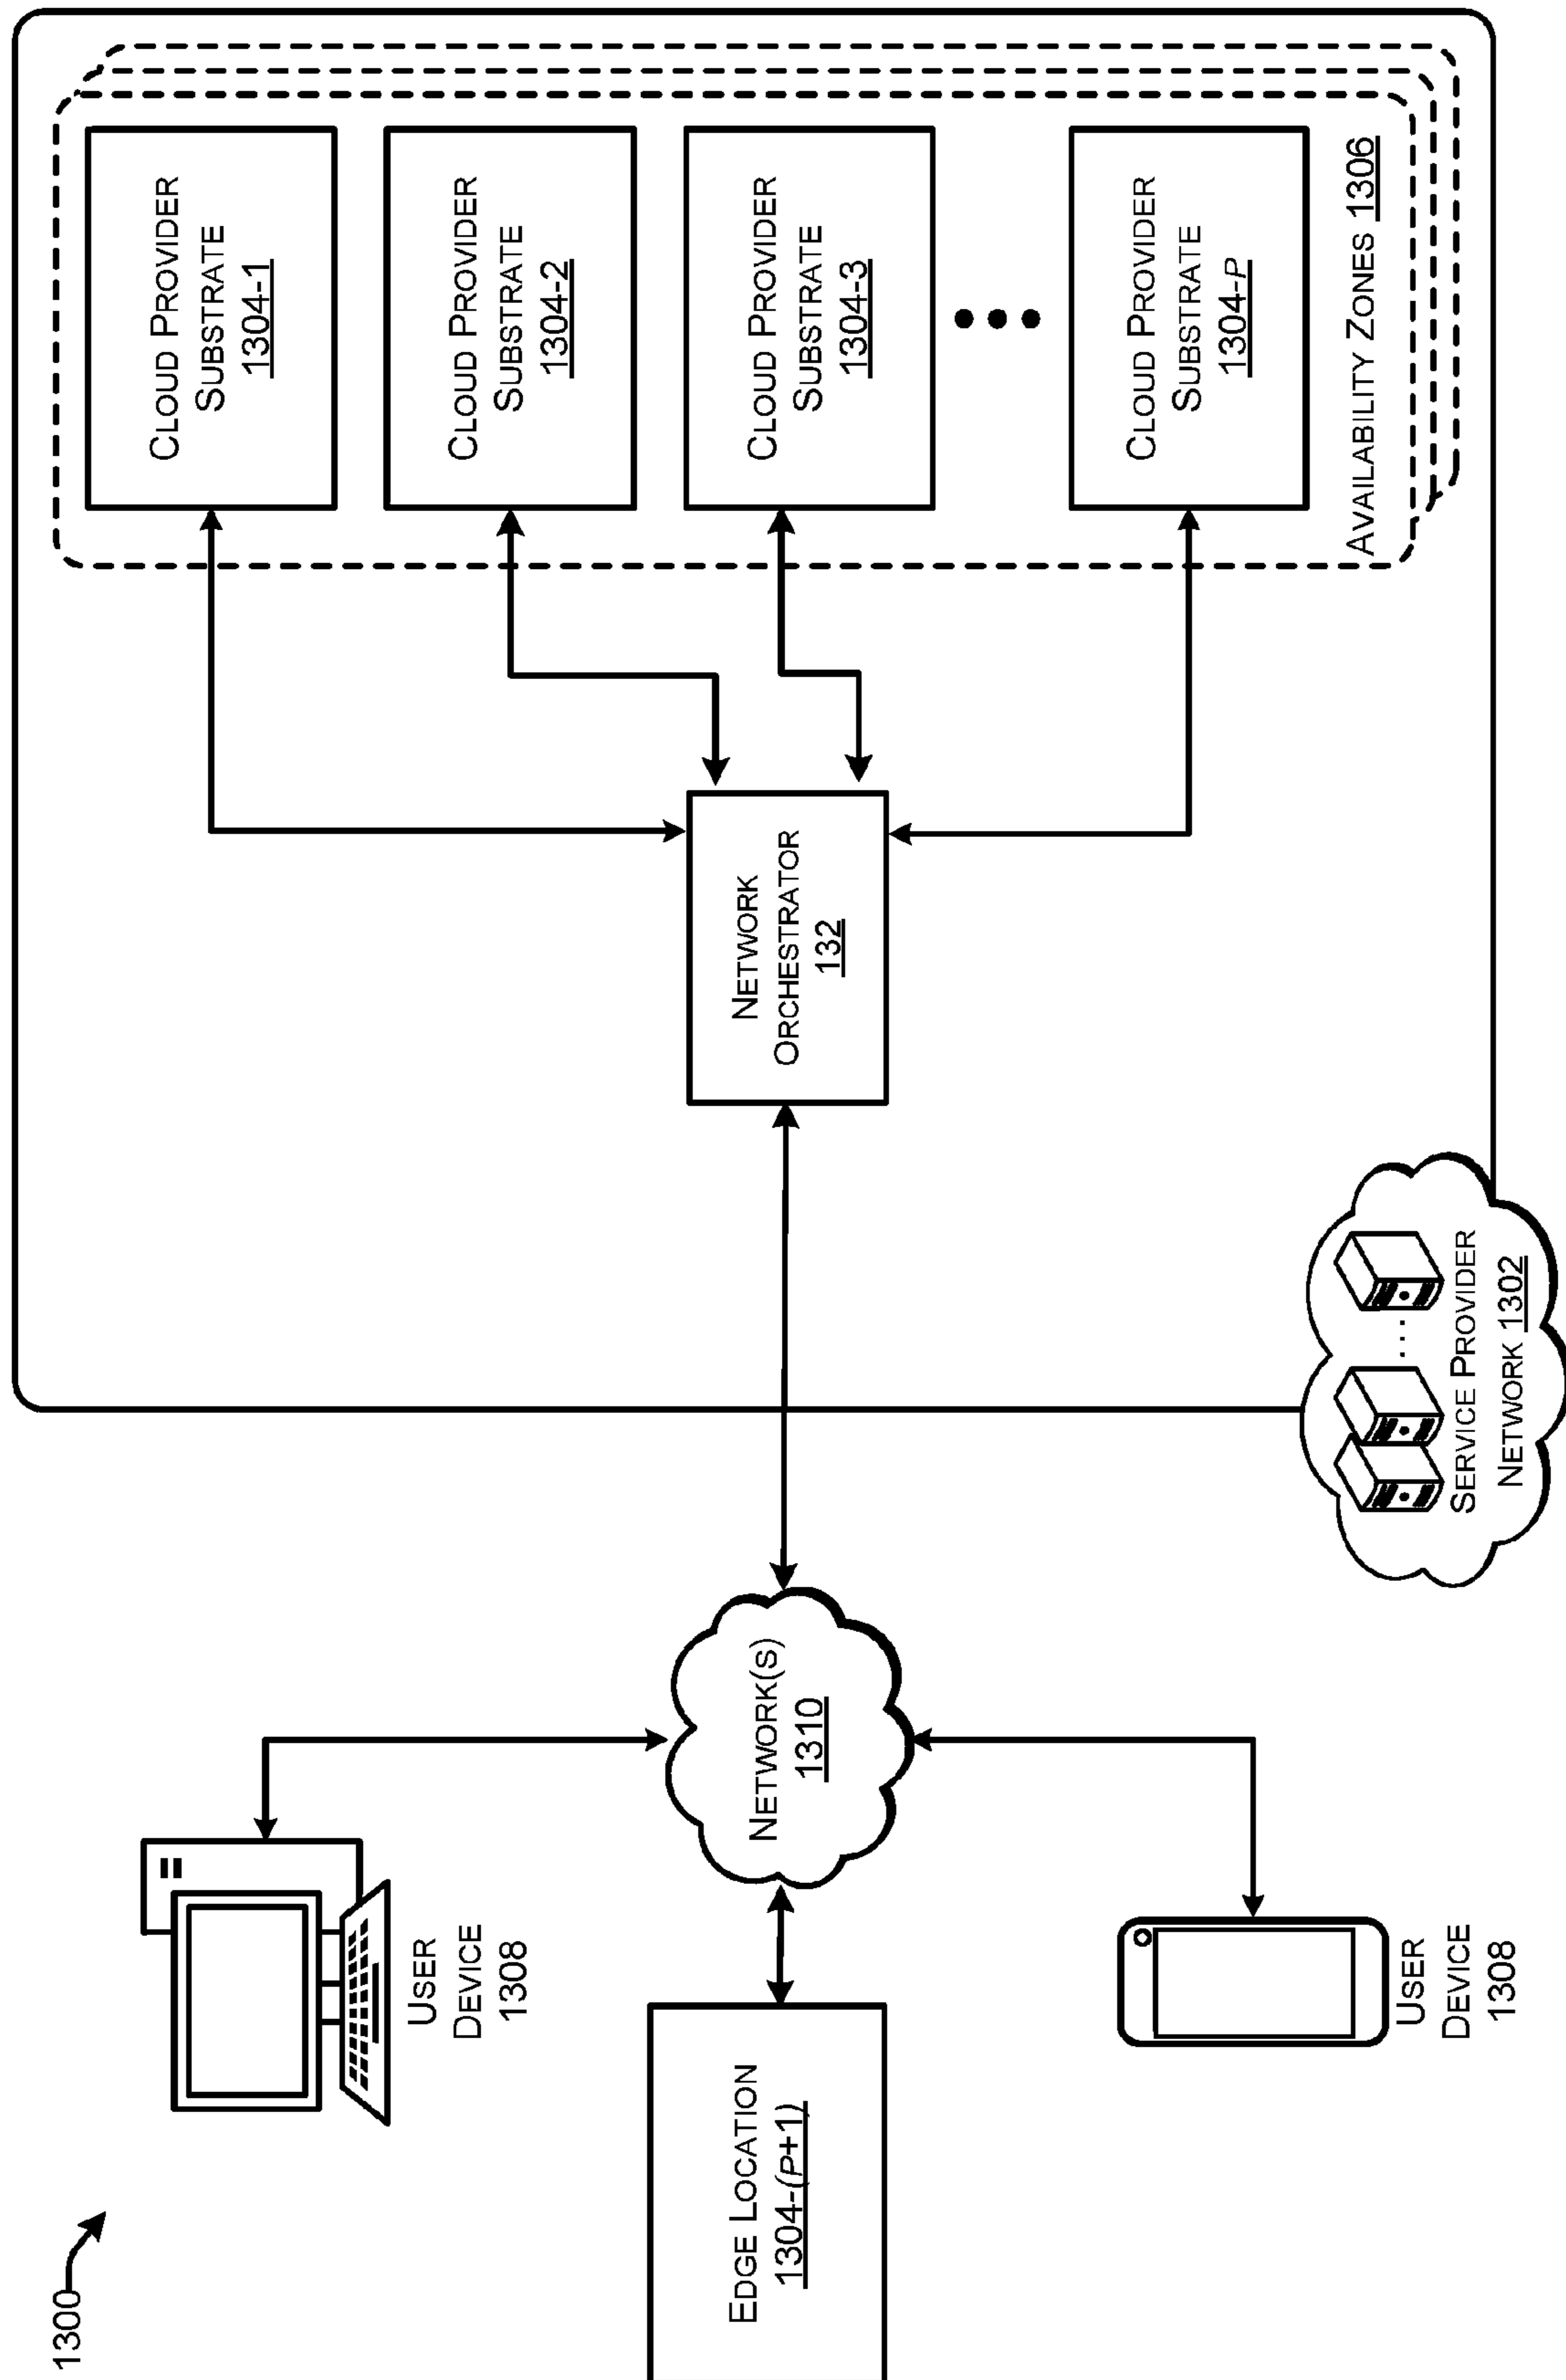 1300
USER
DEVICE
1308
EDGE LOCATION
1304-(P+1)
NETWORK(S)
1310
USER
DEVICE
1308
SERVICE PROVIDER
NETWORK 1302
NETWORK
ORCHESTRATOR
132
CLOUD PROVIDER
SUBSTRATE
1304-1
CLOUD PROVIDER
SUBSTRATE
1304-2
CLOUD PROVIDER
SUBSTRATE
1304-3
CLOUD PROVIDER
SUBSTRATE
1304-P
AVAILABILITY ZONES 1306